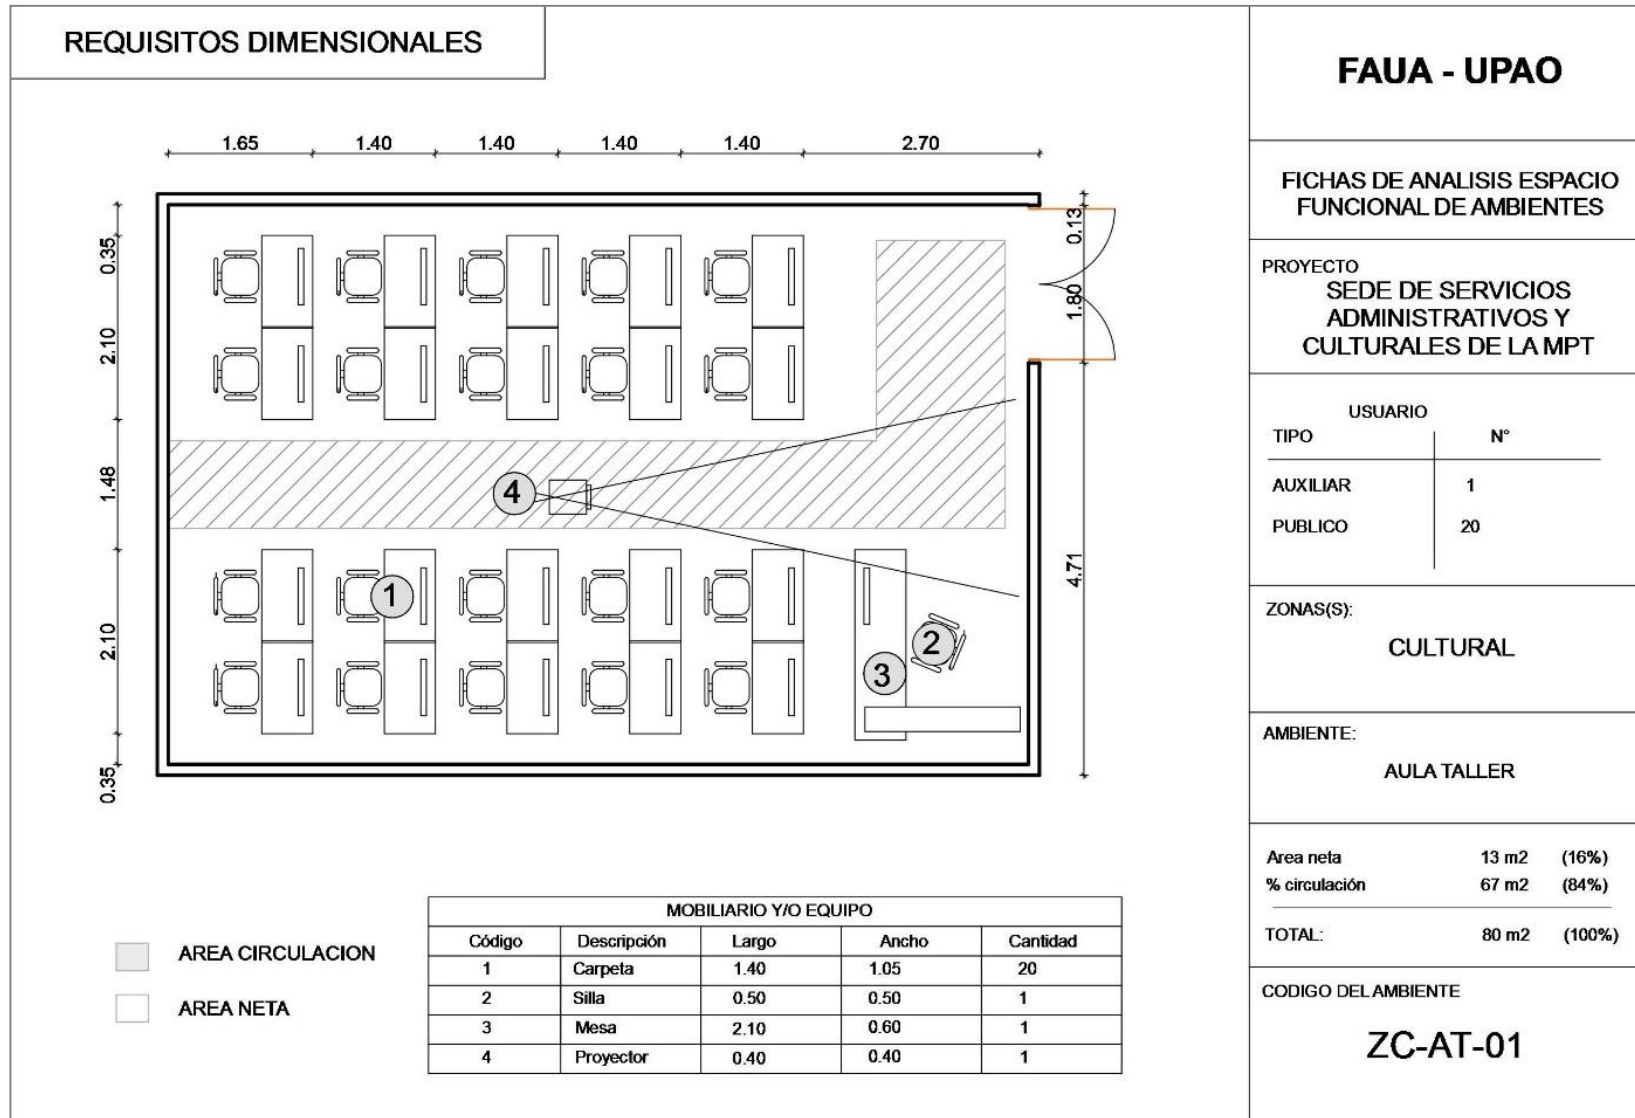 REQUISITOS DIMENSIONALES
1.65 1.40 1.40 1.40 1.40 2.70
0.35
2.10
1.48
2.10
0.35
0.13
1.80
4.71
4
1
2
3
AREA CIRCULACION
AREA NETA
MOBILIARIO Y/O EQUIPO
Código Descripción Largo Ancho Cantidad
1 Carpeta 1.40 1.05 20
2 Silla 0.50 0.50 1
3 Mesa 2.10 0.60 1
4 Proyector 0.40 0.40 1
FAUA - UPAO
FICHAS DE ANALISIS ESPACIO
FUNCIONAL DE AMBIENTES
PROYECTO
SEDE DE SERVICIOS
ADMINISTRATIVOS Y
CULTURALES DE LA MPT
USUARIO
TIPO N°
AUXILIAR 1
PUBLICO 20
ZONAS(S):
CULTURAL
AMBIENTE:
AULA TALLER
Area neta 13 m2 (16%)
% circulación 67 m2 (84%)
TOTAL: 80 m2 (100%)
CODIGO DEL AMBIENTE
ZC-AT-01